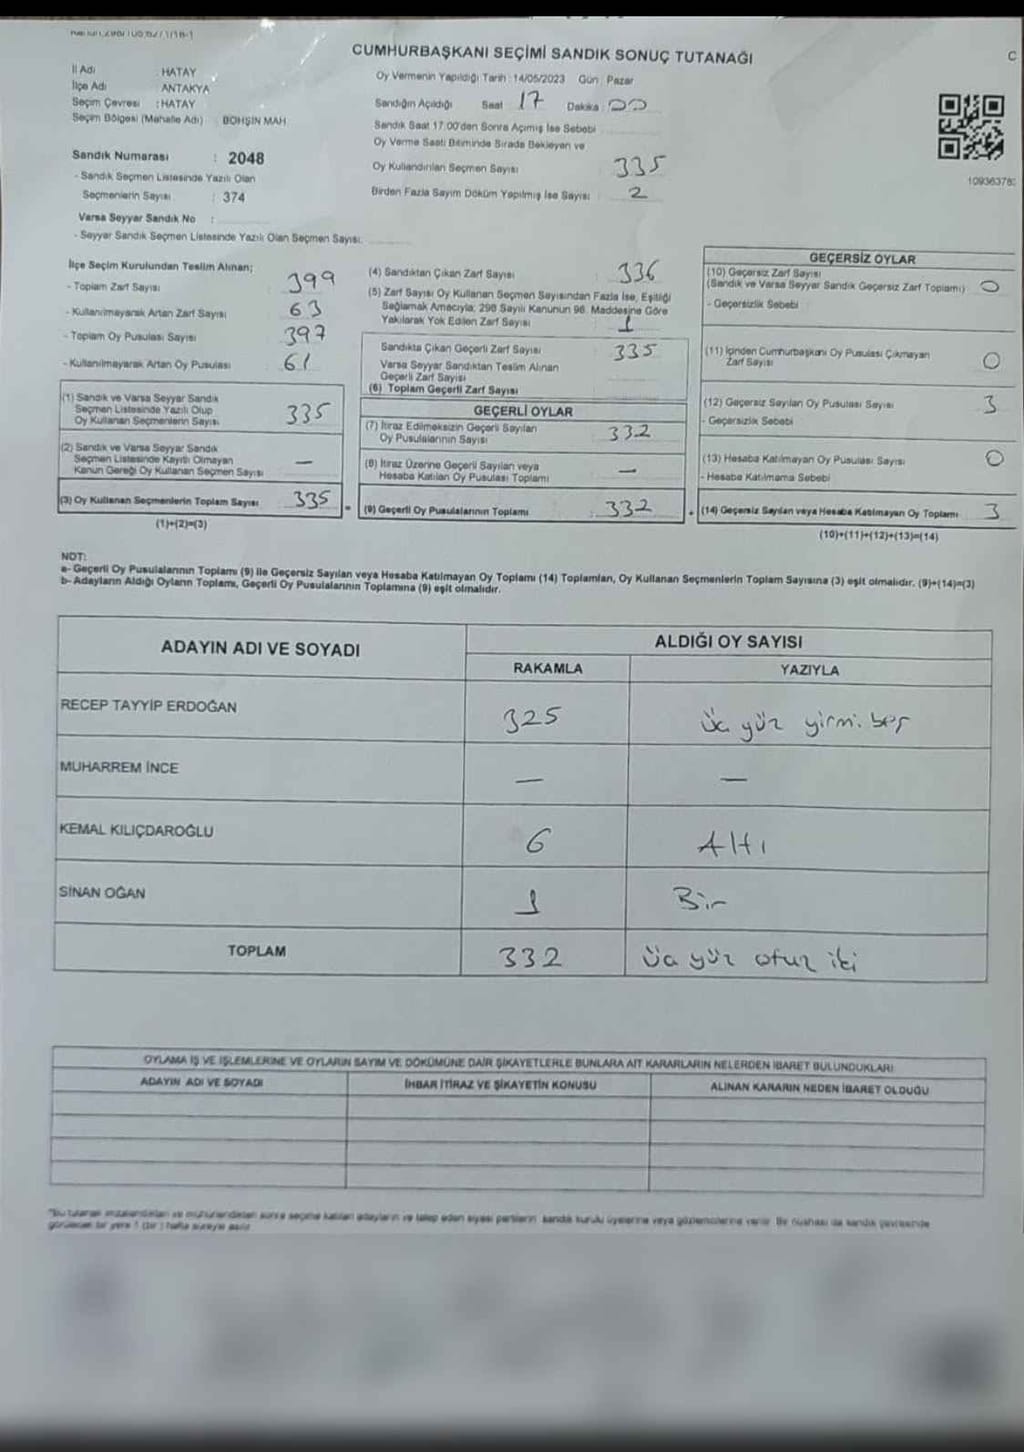 CUMHURBAŞKANI SEÇİMİ SANDIK SONUÇ TUTANAĞI
İl Adı : HATAY
İlçe Adı ANTAKYA
Seçim Çevresi : HATAY
Seçim Bölgesi (Mahalle Adı) BOHŞİN MAH.
Sandık Numarası : 2048
- Sandık Seçmen Listesinde Yazılı Olan
Seçmenlerin Sayısı : 374
Varsa Seyyar Sandık No :
- Seyyar Sandık Seçmen Listesinde Yazılı Olan Seçmen Sayısı:
Oy Vermenin Yapıldığı Tarih : 14/05/2023 Gün : Pazar
Sandığın Açıldığı Saat 17 Dakika : 00
Sandık Saat 17:00'den Sonra Açılmış İse Sebebi
Oy Verme Saati Bitiminde Sırada Bekleyen ve
Oy Kullandırılan Seçmen Sayısı 335
Birden Fazla Sayım Döküm Yapılmış İse Sayısı : 2
10936378
İlçe Seçim Kurulundan Teslim Alınan;
- Toplam Zarf Sayısı 399
- Kullanılmayarak Artan Zarf Sayısı 63
- Toplam Oy Pusulası Sayısı 397
- Kullanılmayarak Artan Oy Pusulası 61
(1) Sandık ve Varsa Seyyar Sandık
Seçmen Listesinde Yazılı Olup
Oy Kullanan Seçmenlerin Sayısı 335
(2) Sandık ve Varsa Seyyar Sandık
Seçmen Listesinde Kayıtlı Olmayan
Kanun Gereği Oy Kullanan Seçmen Sayısı —
(3) Oy Kullanan Seçmenlerin Toplam Sayısı 335 =
(1)+(2)=(3)
(4) Sandıktan Çıkan Zarf Sayısı : 336
(5) Zarf Sayısı Oy Kullanan Seçmen Sayısından Fazla İse, Eşitliği
Sağlamak Amacıyla; 298 Sayılı Kanunun 98. Maddesine Göre
Yakılarak Yok Edilen Zarf Sayısı 1
Sandıkta Çıkan Geçerli Zarf Sayısı 335
Varsa Seyyar Sandıktan Teslim Alınan
Geçerli Zarf Sayısı
(6) Toplam Geçerli Zarf Sayısı
GEÇERLİ OYLAR
(7) İtiraz Edilmeksizin Geçerli Sayılan
Oy Pusulalarının Sayısı 332
(8) İtiraz Üzerine Geçerli Sayılan veya
Hesaba Katılan Oy Pusulası Toplamı —
(9) Geçerli Oy Pusulalarının Toplamı 332 +
GEÇERSİZ OYLAR
(10) Geçersiz Zarf Sayısı
(Sandık ve Varsa Seyyar Sandık Geçersiz Zarf Toplamı) 0
- Geçersizlik Sebebi
(11) İçinden Cumhurbaşkanı Oy Pusulası Çıkmayan
Zarf Sayısı 0
(12) Geçersiz Sayılan Oy Pusulası Sayısı 3
- Geçersizlik Sebebi
(13) Hesaba Katılmayan Oy Pusulası Sayısı 0
- Hesaba Katılmama Sebebi
(14) Geçersiz Sayılan veya Hesaba Katılmayan Oy Toplamı 3
(10)+(11)+(12)+(13)=(14)
NOT:
a- Geçerli Oy Pusulalarının Toplamı (9) ile Geçersiz Sayılan veya Hesaba Katılmayan Oy Toplamı (14) Toplamları, Oy Kullanan Seçmenlerin Toplam Sayısına (3) eşit olmalıdır. (9)+(14)=(3)
b- Adayların Aldığı Oyların Toplamı, Geçerli Oy Pusulalarının Toplamına (9) eşit olmalıdır.
ADAYIN ADI VE SOYADI ALDIĞI OY SAYISI
RAKAMLA YAZIYLA
RECEP TAYYİP ERDOĞAN 325 üç yüz yirmi beş
MUHARREM İNCE — —
KEMAL KILIÇDAROĞLU 6 Altı
SİNAN OĞAN 1 Bir
TOPLAM 332 Üç yüz otuz iki
OYLAMA İŞ VE İŞLEMLERİNE VE OYLARIN SAYIM VE DÖKÜMÜNE DAİR ŞİKAYETLERLE BUNLARA AİT KARARLARIN NELERDEN İBARET BULUNDUKLARI
ADAYIN ADI VE SOYADI İHBAR İTİRAZ VE ŞİKAYETİN KONUSU ALINAN KARARIN NEDEN İBARET OLDUĞU